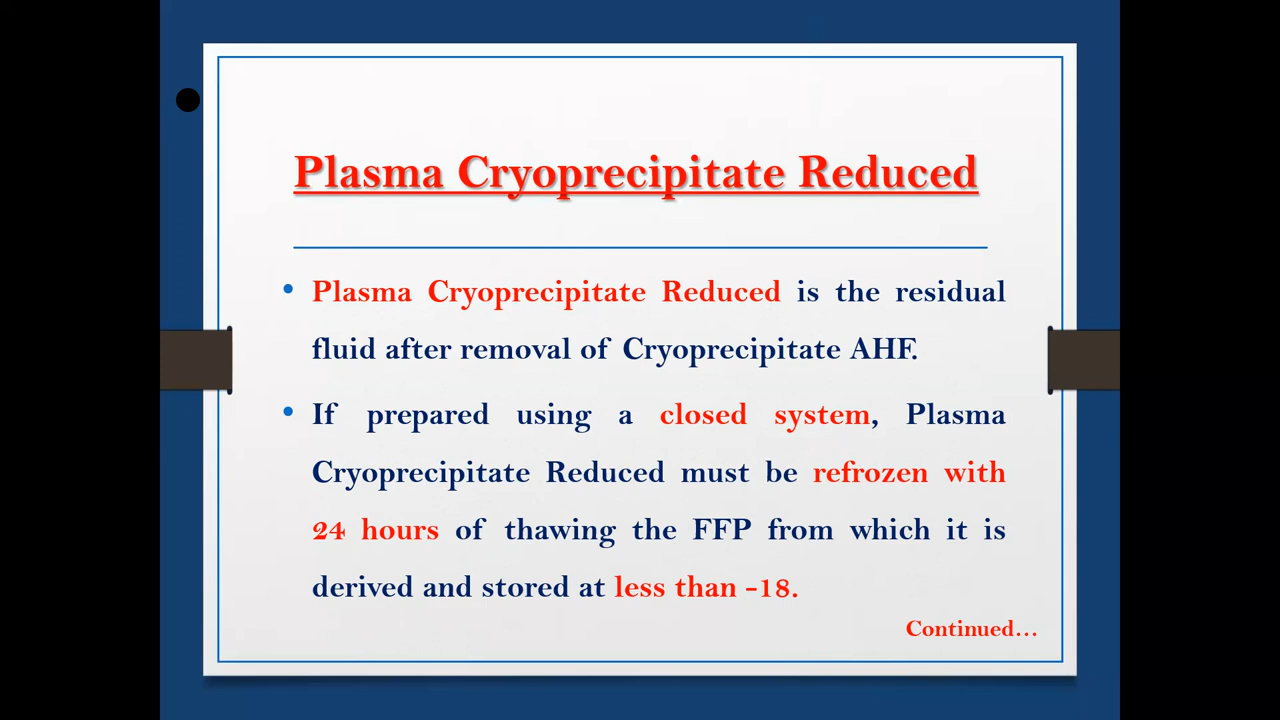 Plasma Cryoprecipitate Reduced
• Plasma Cryoprecipitate Reduced is the residual
fluid after removal of Cryoprecipitate AHF.
• If prepared using a closed system, Plasma
Cryoprecipitate Reduced must be refrozen with
24 hours of thawing the FFP from which it is
derived and stored at less than -18.
Continued…